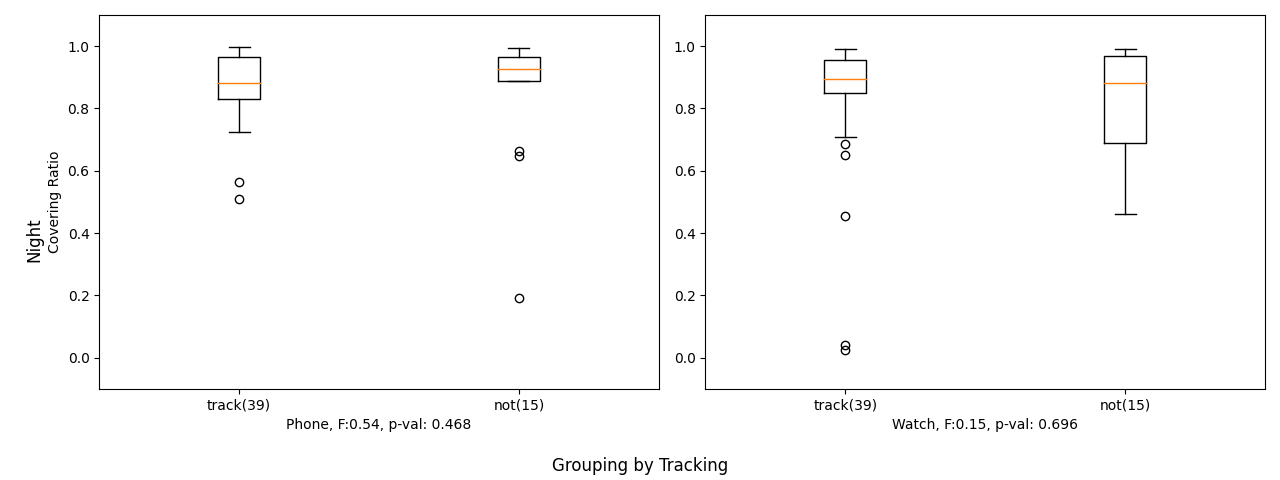 Night
Covering Ratio
1.0
0.8
0.6
0.4
0.2
0.0
track(39)
not(15)
Phone, F:0.54, p-val: 0.468
1.0
0.8
0.6
0.4
0.2
0.0
track(39)
not(15)
Watch, F:0.15, p-val: 0.696
Grouping by Tracking